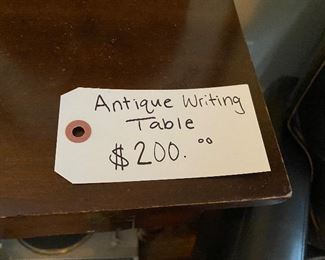 Antique Writing
Table
$200.00